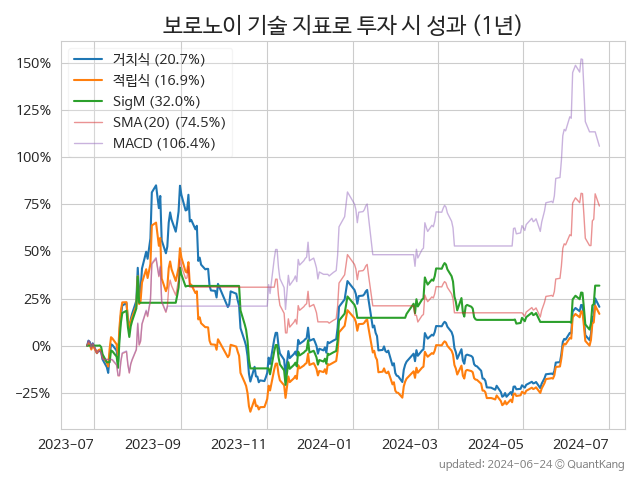 보로노이 기술 지표로 투자 시 성과 (1년)
거치식 (20.7%)
적립식 (16.9%)
SigM (32.0%)
SMA(20) (74.5%)
MACD (106.4%)
150%
125%
100%
75%
50%
25%
0%
−25%
2023-07 2023-09 2023-11 2024-01 2024-03 2024-05 2024-07
updated: 2024-06-24 ⓒ QuantKang